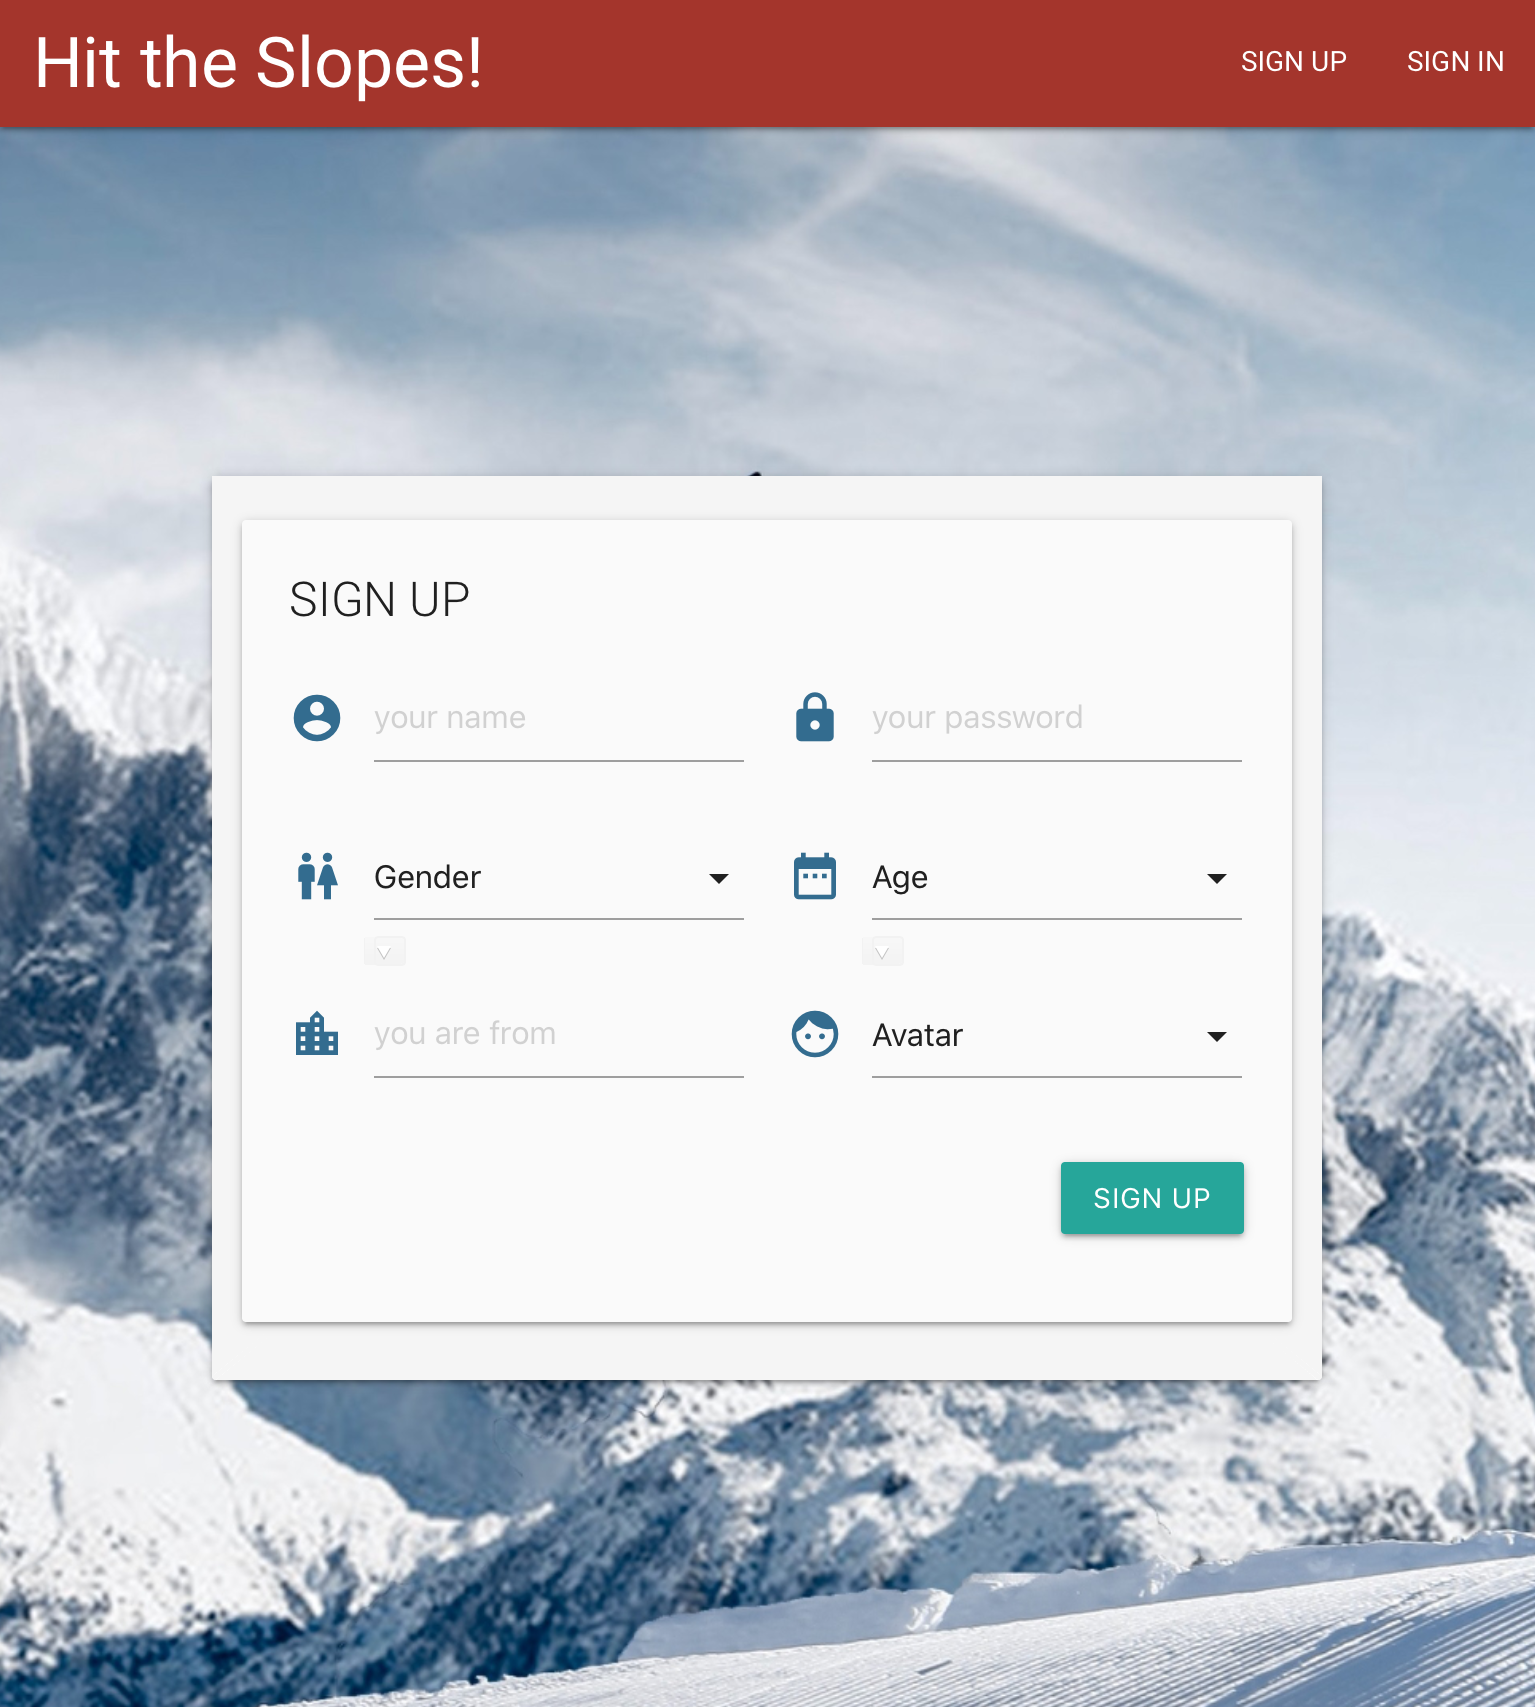 Hit the Slopes!
SIGN UP SIGN IN
SIGN UP
your name
your password
Gender
Age
you are from
Avatar
SIGN UP